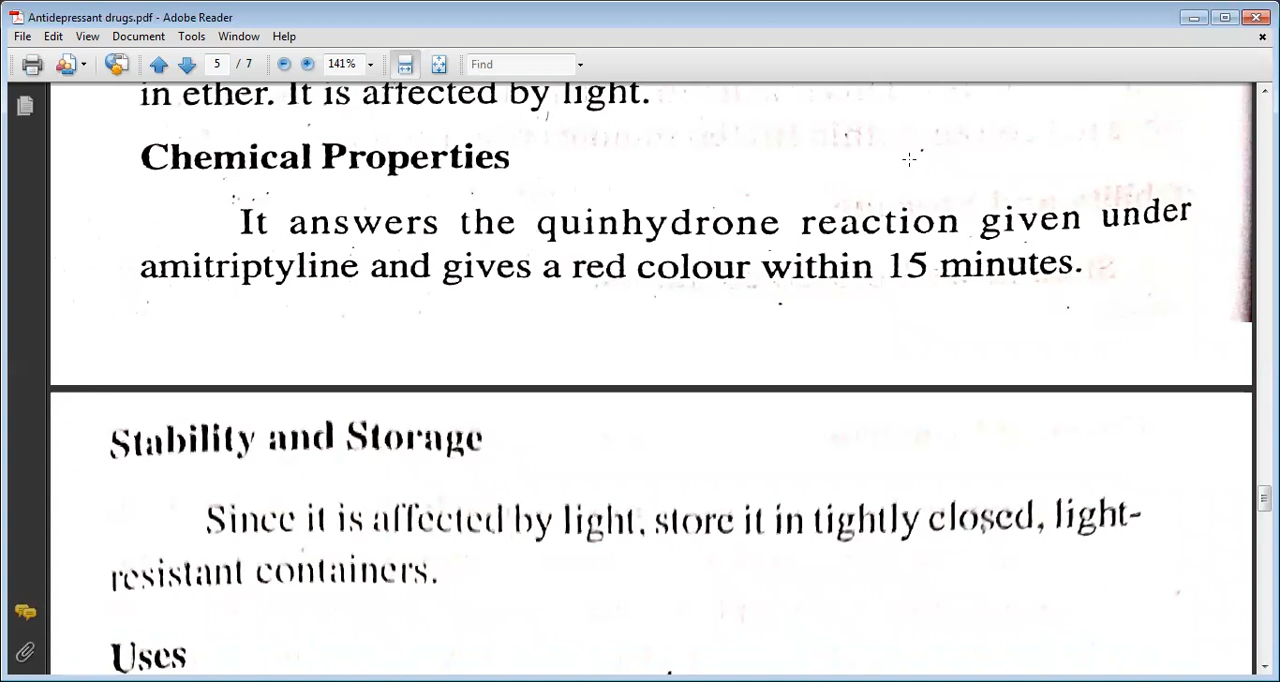 Antidepressant drugs.pdf - Adobe Reader
File Edit View Document Tools Window Help
5 / 7 141% Find
in ether. It is affected by light.
Chemical Properties
It answers the quinhydrone reaction given under
amitriptyline and gives a red colour within 15 minutes.
Stability and Storage
Since it is affected by light, store it in tightly closed, light-
resistant containers.
Uses